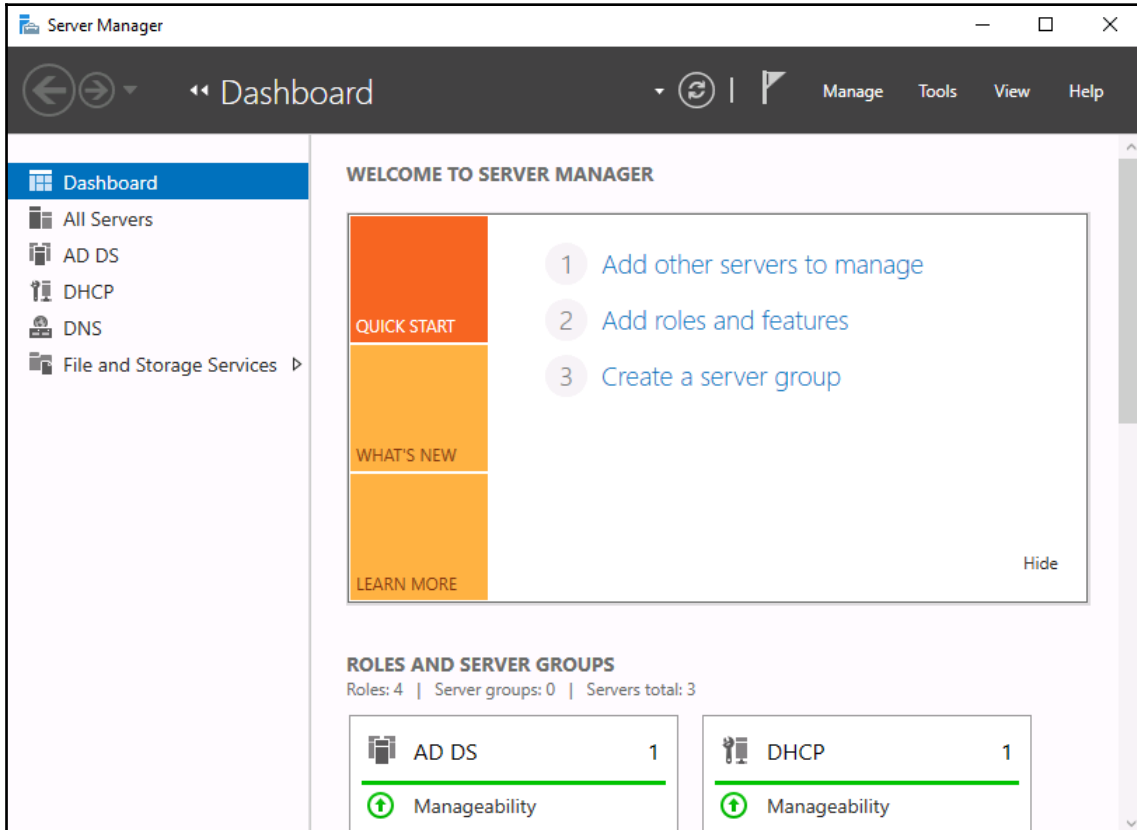 Server Manager
Dashboard
Manage Tools View Help
Dashboard
All Servers
AD DS
DHCP
DNS
File and Storage Services
WELCOME TO SERVER MANAGER
QUICK START
WHAT'S NEW
LEARN MORE
1 Add other servers to manage
2 Add roles and features
3 Create a server group
Hide
ROLES AND SERVER GROUPS
Roles: 4 | Server groups: 0 | Servers total: 3
AD DS 1
Manageability
DHCP 1
Manageability